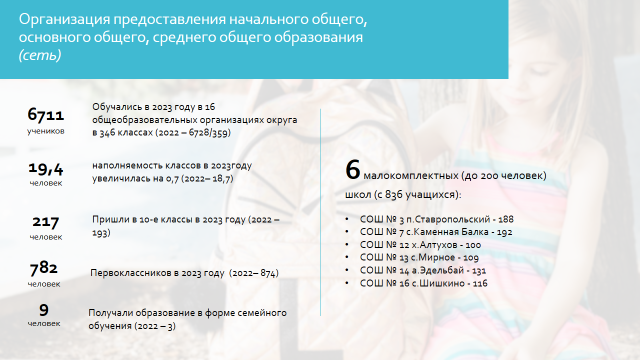 Организация предоставления начального общего,
основного общего, среднего общего образования
(сеть)
6711
учеников
Обучались в 2023 году в 16
общеобразовательных организациях округа
в 346 классах (2022 – 6728/359)
19,4
человек
наполняемость классов в 2023году
увеличилась на 0,7 (2022– 18,7)
217
человек
Пришли в 10-е классы в 2023 году (2022 –
193)
782
человек
Первоклассников в 2023 году (2022– 874)
9
человек
Получали образование в форме семейного
обучения (2022 – 3)
6 малокомплектных (до 200 человек)
школ (с 836 учащихся):
• СОШ № 3 п.Ставропольский - 188
• СОШ № 7 с.Каменная Балка - 192
• СОШ № 12 х.Алтухов - 100
• СОШ № 13 с.Мирное - 109
• СОШ № 14 а.Эдельбай - 131
• СОШ № 16 с.Шишкино - 116